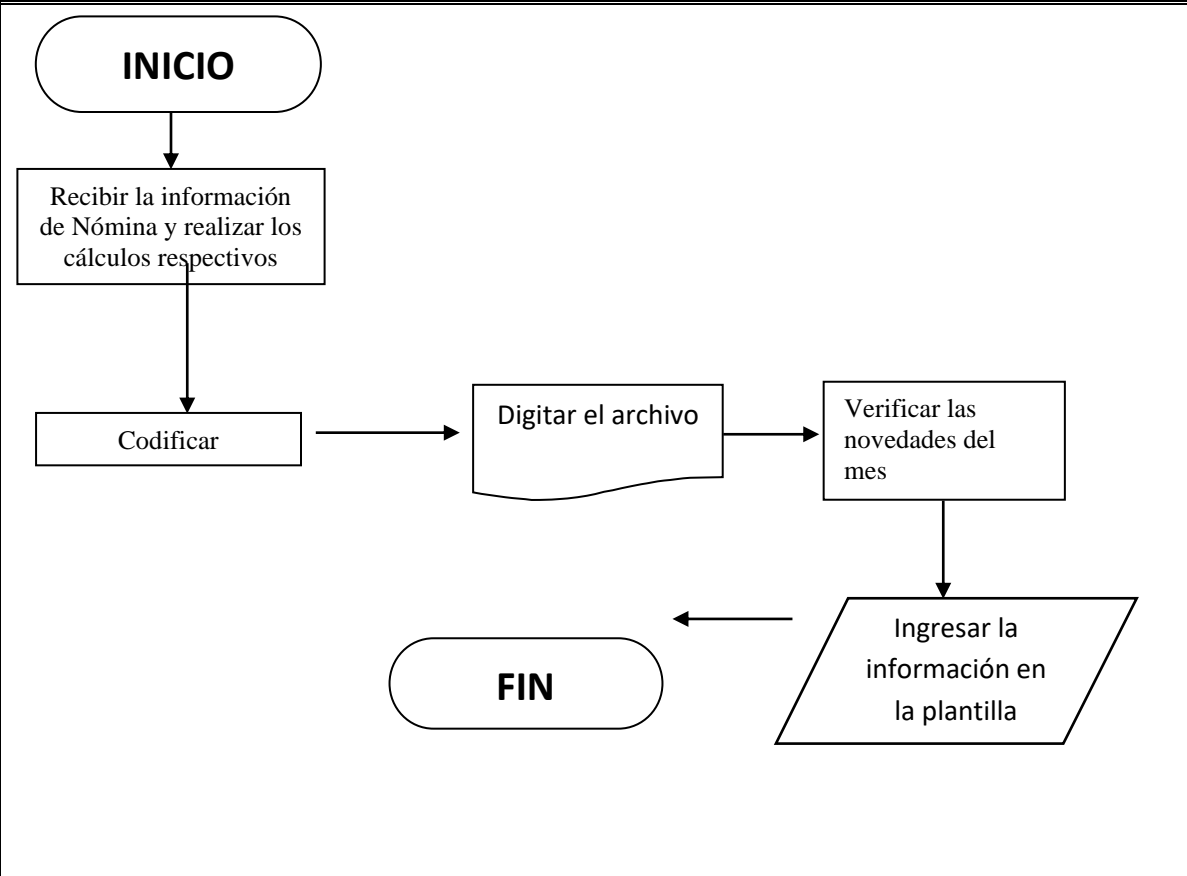 INICIO
Recibir la información
de Nómina y realizar los
cálculos respectivos
Codificar
Digitar el archivo
Verificar las
novedades del
mes
Ingresar la
información en
la plantilla
FIN